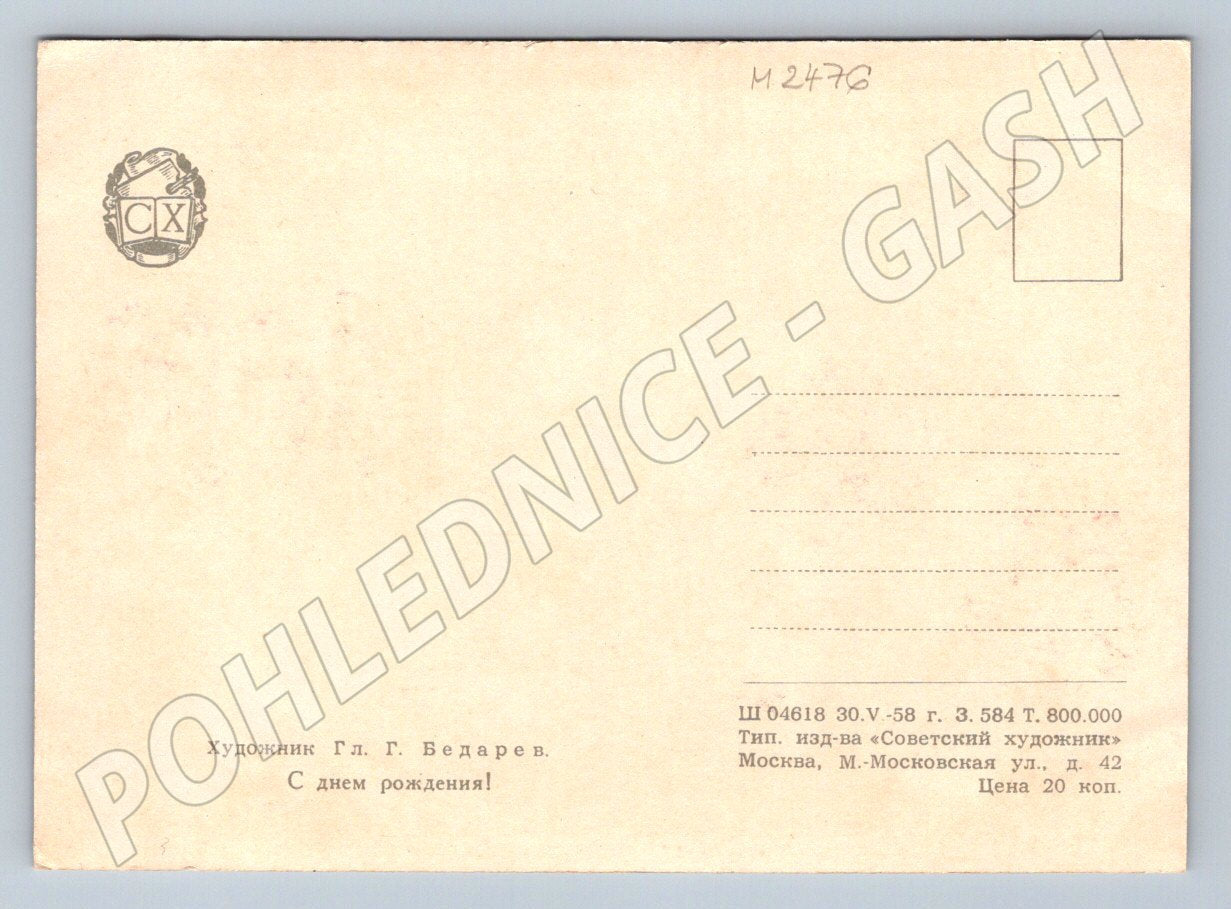 M 2476
СХ
POHLEDNICE - GASH
Художник Гл. Г. Бедарев.
С днем рождения!
Ш 04618 30.V.-58 г. З. 584 Т. 800.000
Тип. изд-ва «Советский художник»
Москва, М.-Московская ул., д. 42
Цена 20 коп.